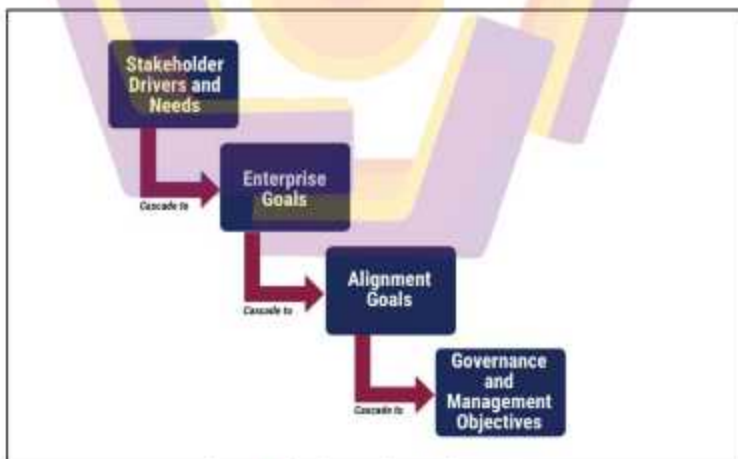 Stakeholder
Drivers and
Needs
Cascade to
Enterprise
Goals
Cascade to
Alignment
Goals
Cascade to
Governance
and
Management
Objectives